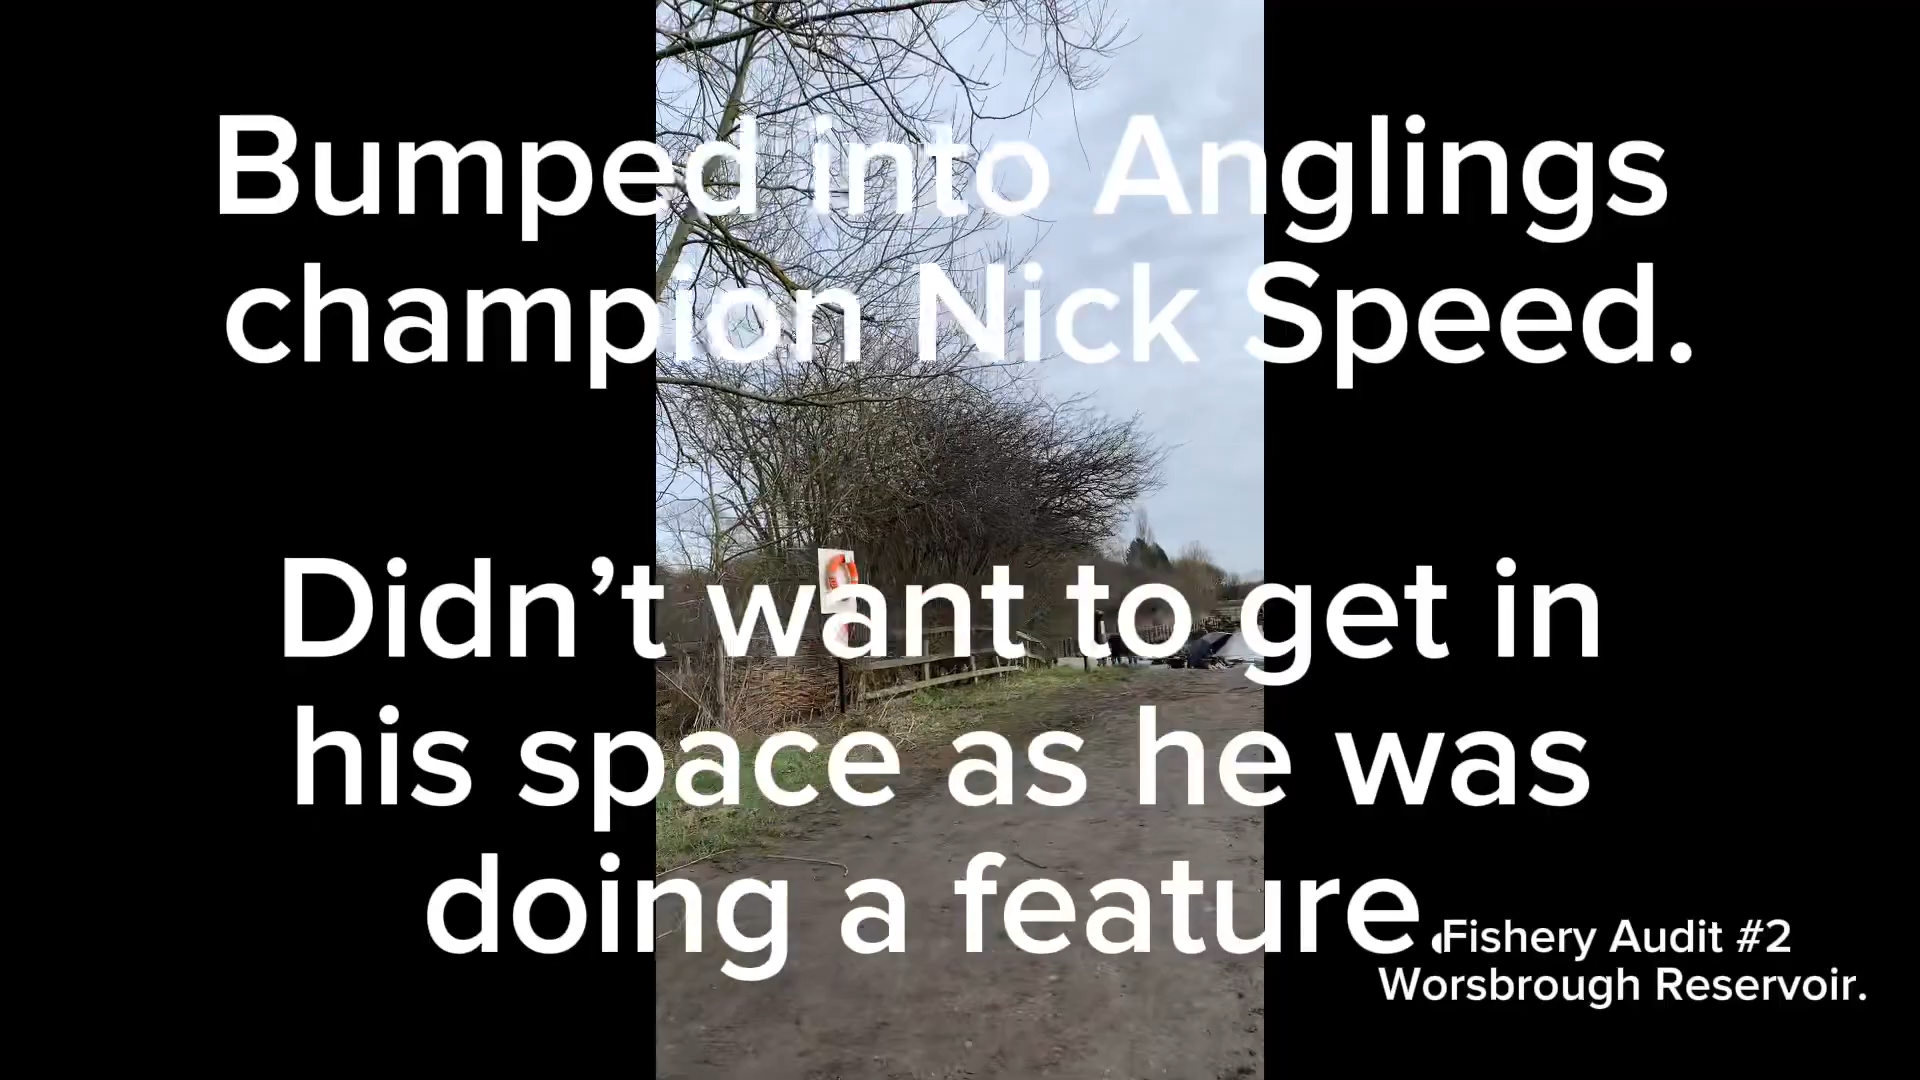 Bumped into Anglings
champion Nick Speed.
Didn’t want to get in
his space as he was
doing a feature.
Fishery Audit #2
Worsbrough Reservoir.